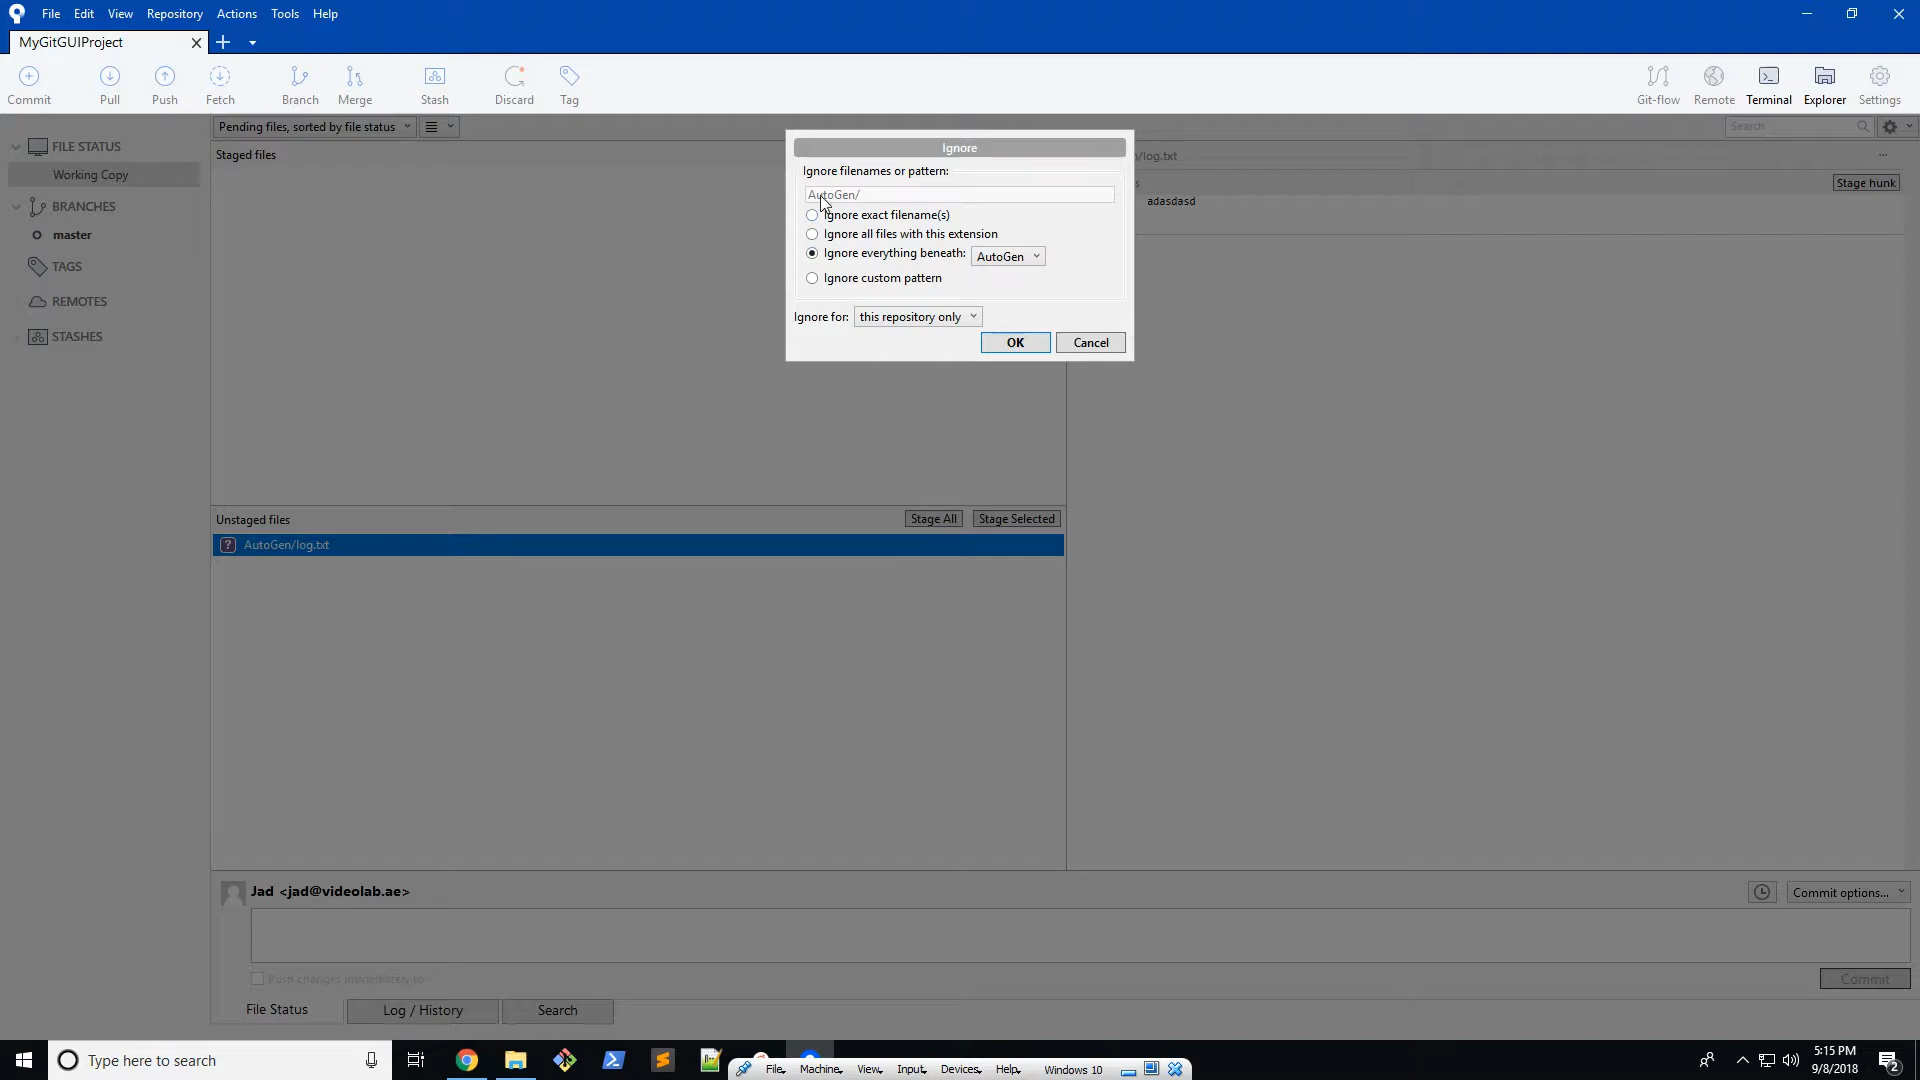 File Edit View Repository Actions Tools Help
MyGitGUIProject
Commit Pull Push Fetch Branch Merge Stash Discard Tag Git-flow Remote Terminal Explorer Settings
Pending files, sorted by file status
Search
FILE STATUS
Working Copy
BRANCHES
master
TAGS
REMOTES
STASHES
Staged files
Ignore
Ignore filenames or pattern:
AutoGen/
Ignore exact filename(s)
Ignore all files with this extension
Ignore everything beneath: AutoGen
Ignore custom pattern
Ignore for: this repository only
OK Cancel
/log.txt
Stage hunk
adasdasd
Unstaged files
Stage All Stage Selected
AutoGen/log.txt
Jad <jad@videolab.ae>
Commit options...
Push changes immediately to
Commit
File Status Log / History Search
Type here to search
File Machine View Input Devices Help Windows 10
5:15 PM
9/8/2018
2